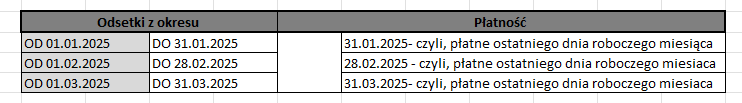 Odsetki z okresu Płatność
OD 01.01.2025 DO 31.01.2025 31.01.2025- czyli, płatne ostatniego dnia roboczego miesiąca
OD 01.02.2025 DO 28.02.2025 28.02.2025 - czyli, płatne ostatniego dnia roboczego miesiaca
OD 01.03.2025 DO 31.03.2025 31.03.2025- czyli, płatne ostatniego dnia roboczego miesiaca